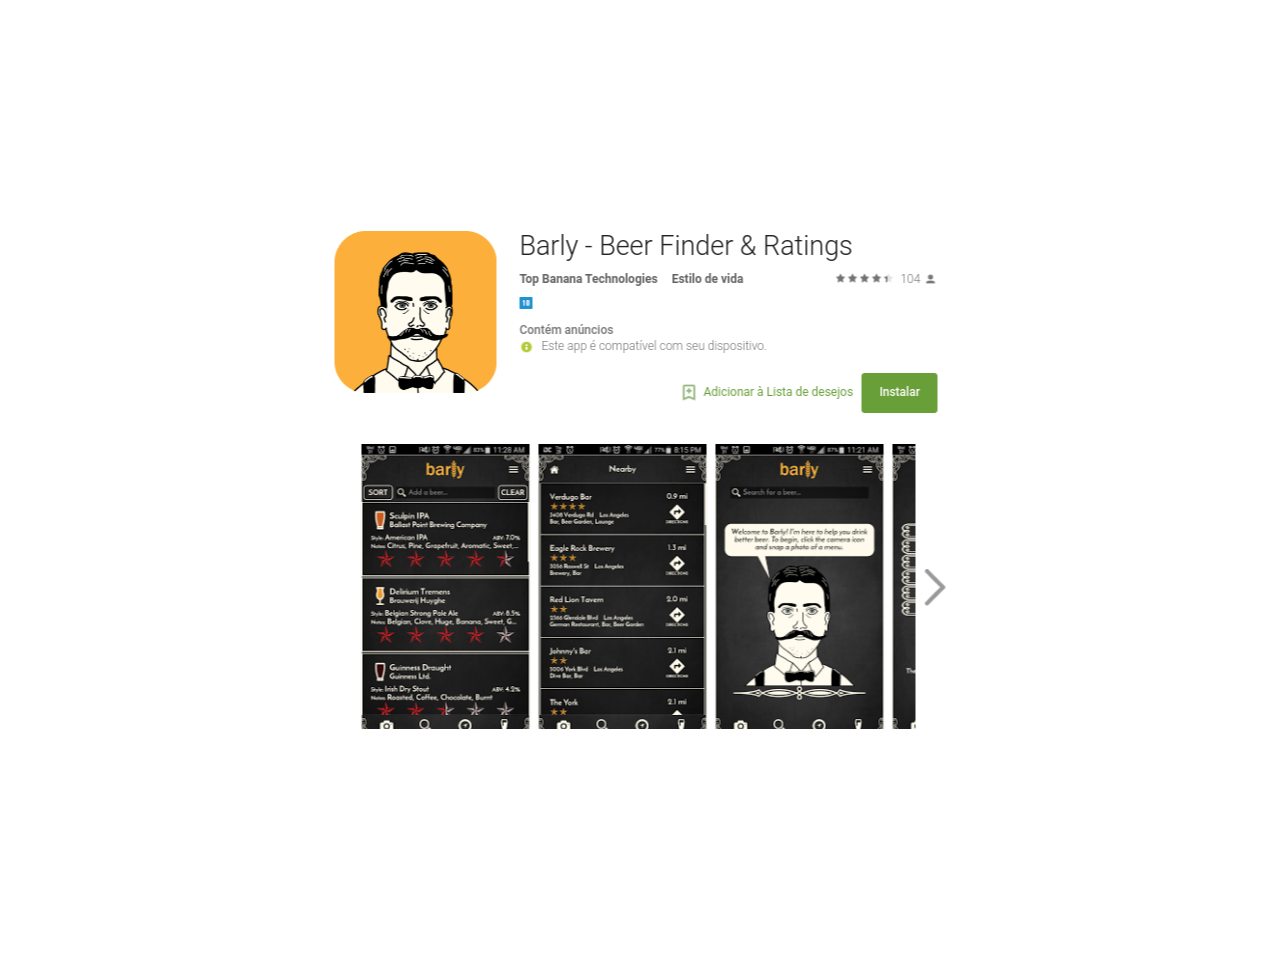 Barly - Beer Finder & Ratings
Top Banana Technologies Estilo de vida 104
18
Contém anúncios
Este app é compatível com seu dispositivo.
Adicionar à Lista de desejos Instalar
11:28 AM
barly
SORT Add a beer... CLEAR
Sculpin IPA
Ballast Point Brewing Company
Style: American IPA ABV: 7.0%
Notes: Citrus, Pine, Grapefruit, Aromatic, Sweet,...
Delirium Tremens
Brouwerij Huyghe
Style: Belgian Strong Pale Ale ABV: 8.5%
Notes: Belgian, Clove, Huge, Banana, Sweet, G...
Guinness Draught
Guinness Ltd.
Style: Irish Dry Stout ABV: 4.2%
Notes: Roasted, Coffee, Chocolate, Burnt
77% 8:15 PM
Nearby
Verdugo Bar 0.9 mi
3408 Verdugo Rd Los Angeles
Bar, Beer Garden, Lounge
DIRECTIONS
Eagle Rock Brewery 1.3 mi
3056 Roswell St Los Angeles
Brewery, Bar
DIRECTIONS
Red Lion Tavern 2.0 mi
2366 Glendale Blvd Los Angeles
German Restaurant, Bar, Beer Garden
DIRECTIONS
Johnny's Bar 2.1 mi
5006 York Blvd Los Angeles
Dive Bar, Bar
DIRECTIONS
The York 2.1 mi
11:21 AM
barly
Search for a beer...
Welcome to Barly! I'm here to help you drink
better beer. To begin, click the camera icon
and snap a photo of a menu.